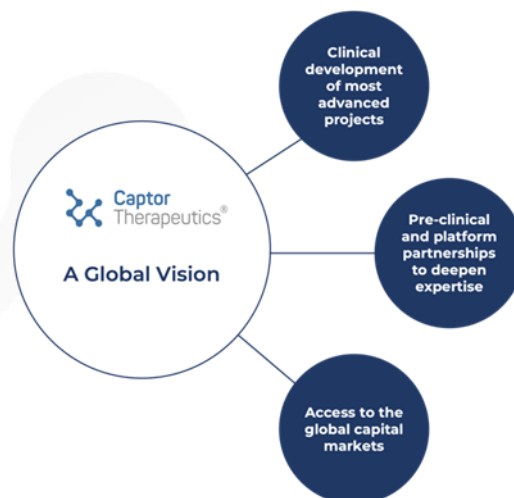 Clinical
development
of most
advanced
projects
Captor
Therapeutics®
A Global Vision
Pre-clinical
and platform
partnerships
to deepen
expertise
Access to the
global capital
markets